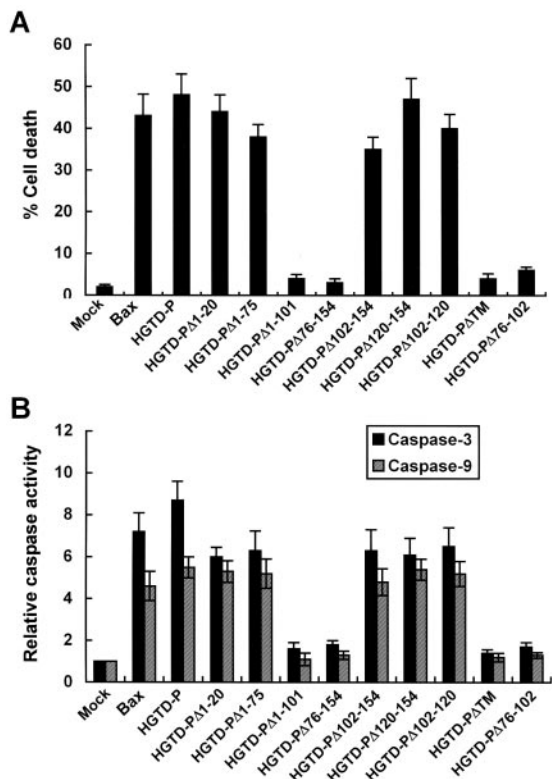 A
% Cell death
60
50
40
30
20
10
0
Mock
Bax
HGTD-P
HGTD-PΔ1-20
HGTD-PΔ1-75
HGTD-PΔ1-101
HGTD-PΔ76-154
HGTD-PΔ102-154
HGTD-PΔ120-154
HGTD-PΔ102-120
HGTD-PΔTM
HGTD-PΔ76-102
B
Relative caspase activity
12
10
8
6
4
2
0
Caspase-3
Caspase-9
Mock
Bax
HGTD-P
HGTD-PΔ1-20
HGTD-PΔ1-75
HGTD-PΔ1-101
HGTD-PΔ76-154
HGTD-PΔ102-154
HGTD-PΔ120-154
HGTD-PΔ102-120
HGTD-PΔTM
HGTD-PΔ76-102